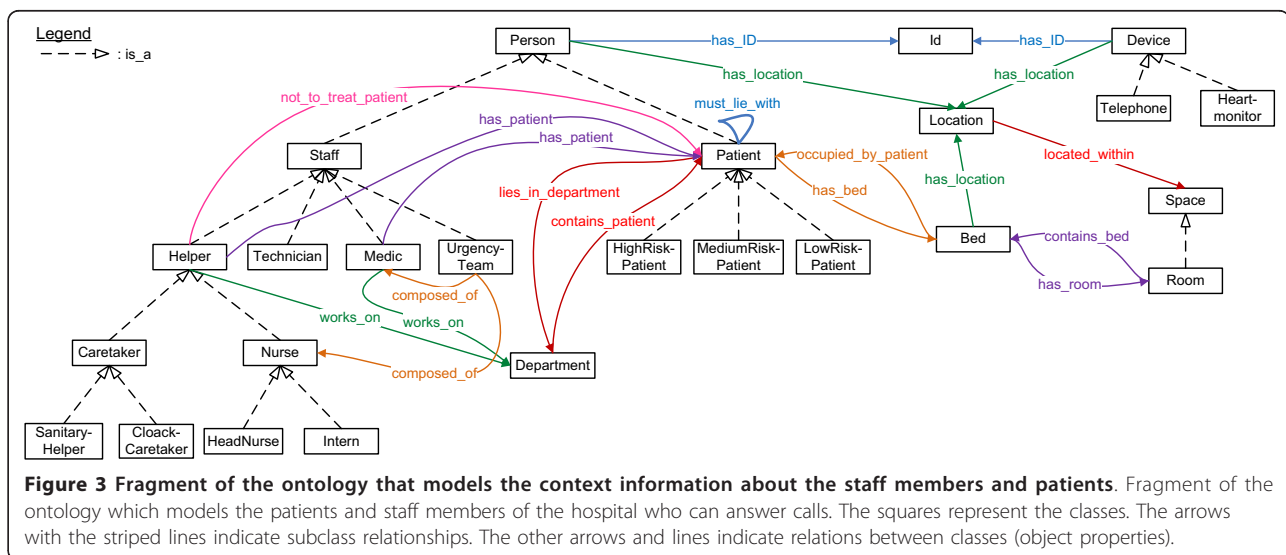 Legend
: is_a
Person
has_ID
Id
has_ID
Device
has_location
has_location
not_to_treat_patient
must_lie_with
Telephone
Heart-
monitor
has_patient
has_patient
Location
Staff
Patient
occupied_by_patient
located_within
lies_in_department
has_bed
has_location
contains_patient
Space
Helper
Technician
Medic
Urgency-
Team
HighRisk-
Patient
MediumRisk-
Patient
LowRisk-
Patient
Bed
contains_bed
has_room
Room
composed_of
works_on
works_on
Caretaker
Nurse
composed_of
Department
Sanitary-
Helper
Cloack-
Caretaker
HeadNurse
Intern
Figure 3 Fragment of the ontology that models the context information about the staff members and patients. Fragment of the
ontology which models the patients and staff members of the hospital who can answer calls. The squares represent the classes. The arrows
with the striped lines indicate subclass relationships. The other arrows and lines indicate relations between classes (object properties).